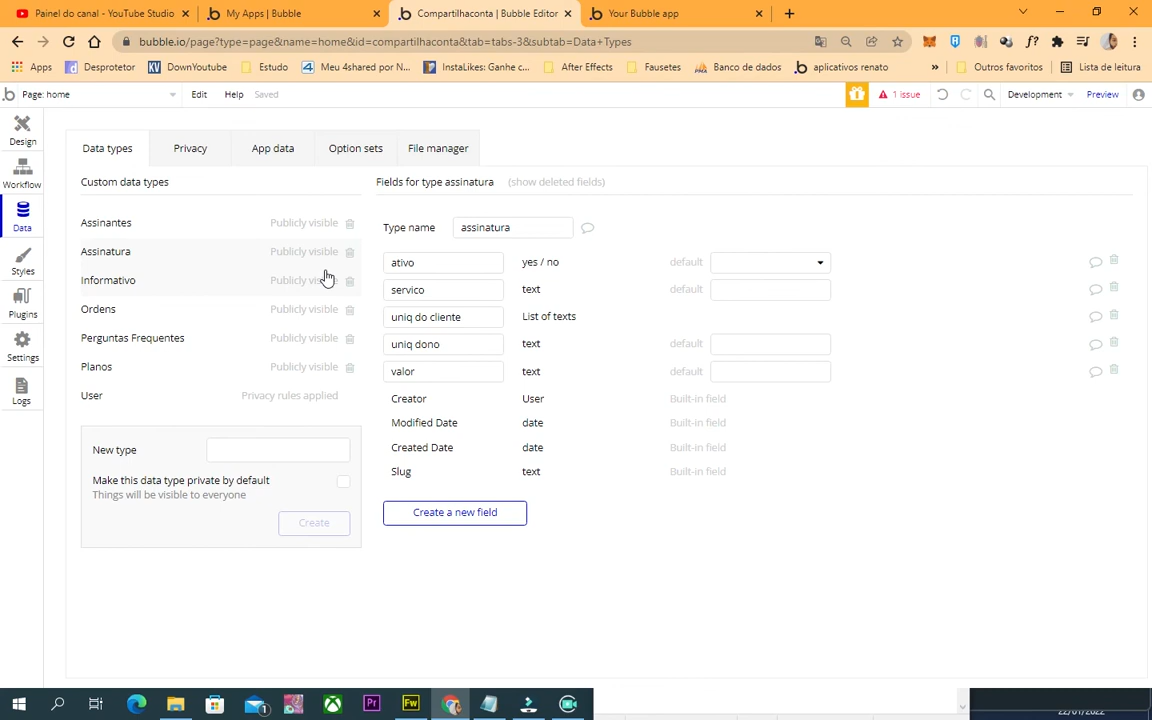 Painel do canal - YouTube Studio
My Apps | Bubble
Compartilhaconta | Bubble Editor
Your Bubble app
bubble.io/page?type=page&name=home&id=compartilhaconta&tab=tabs-3&subtab=Data+Types
Apps
Desprotetor
DownYouTube
Estudo
Meu 4shared por N...
InstaLikes: Ganhe c...
After Effects
Fausetes
Banco de dados
aplicativos renato
»
Outros favoritos
Lista de leitura
Page: home
Edit
Help
Saved
1 issue
Development
Preview
Design
Workflow
Data
Styles
Plugins
Settings
Logs
Data types
Privacy
App data
Option sets
File manager
Custom data types
Fields for type assinatura
(show deleted fields)
Assinantes
Publicly visible
Assinatura
Publicly visible
Informativo
Ordens
Publicly visible
Perguntas Frequentes
Publicly visible
Planos
Publicly visible
User
Privacy rules applied
New type
Make this data type private by default
Things will be visible to everyone
Create
Type name
assinatura
ativo
yes / no
default
servico
text
default
uniq do cliente
List of texts
uniq dono
text
default
valor
text
default
Creator
User
Built-in field
Modified Date
date
Built-in field
Created Date
date
Built-in field
Slug
text
Built-in field
Create a new field
22/01/2022